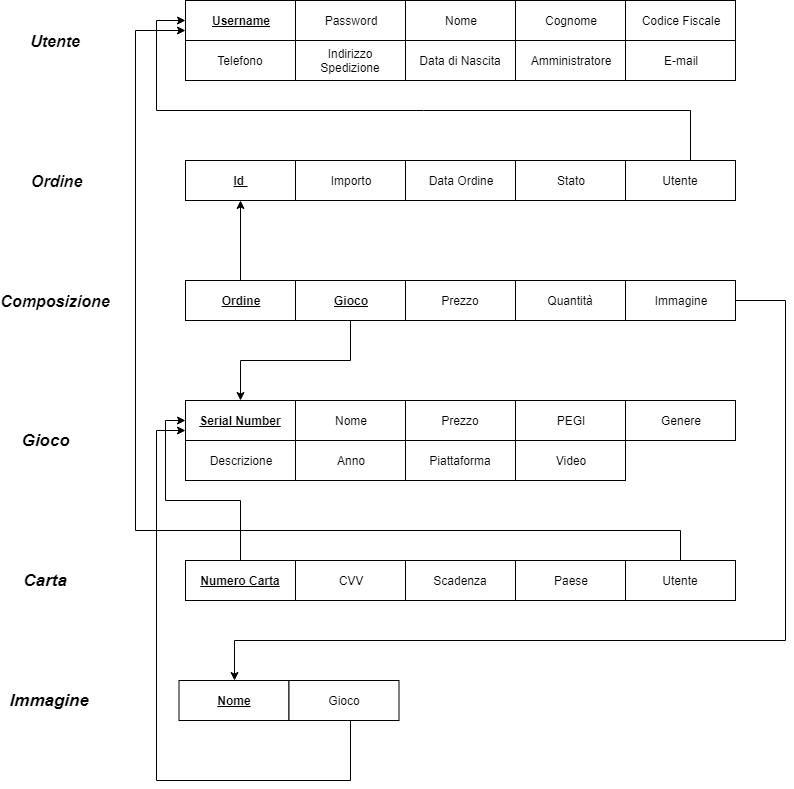 Utente
Username Password Nome Cognome Codice Fiscale
Telefono Indirizzo Spedizione Data di Nascita Amministratore E-mail
Ordine
Id Importo Data Ordine Stato Utente
Composizione
Ordine Gioco Prezzo Quantità Immagine
Gioco
Serial Number Nome Prezzo PEGI Genere
Descrizione Anno Piattaforma Video
Carta
Numero Carta CVV Scadenza Paese Utente
Immagine
Nome Gioco